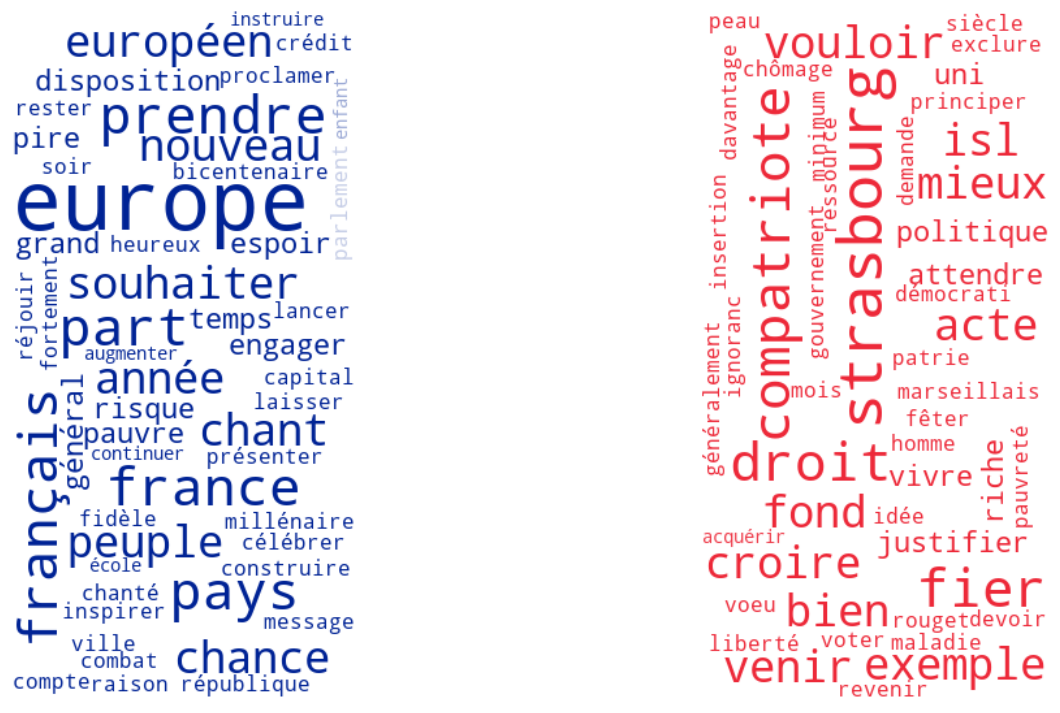 instruire
européen crédit
disposition proclamer
rester prendre enfant
pire nouveau
soir bicentenaire
europe parlement
grand heureux espoir
souhaiter
réjouir fortement
part temps lancer
augmenter engager
année capital
risque laisser
français général
pauvre chant
continuer présenter
france
fidèle millénaire
peuple célébrer
école construire
chanté pays
inspirer message
ville
combat chance
compte raison république
peau siècle
vouloir exclure
davantage chômage uni
principer
compatriote minimum strasbourg
ressource demande isl
mieux
insertion gouvernement politique
attendre
démocrati
ignoranc acte
patrie
généralement mois marseillais
fêter
droit homme
vivre riche pauvreté
fond idée
acquérir justifier
croire
fier
voeu bien rouget devoir
liberté voter maladie
venir exemple
revenir